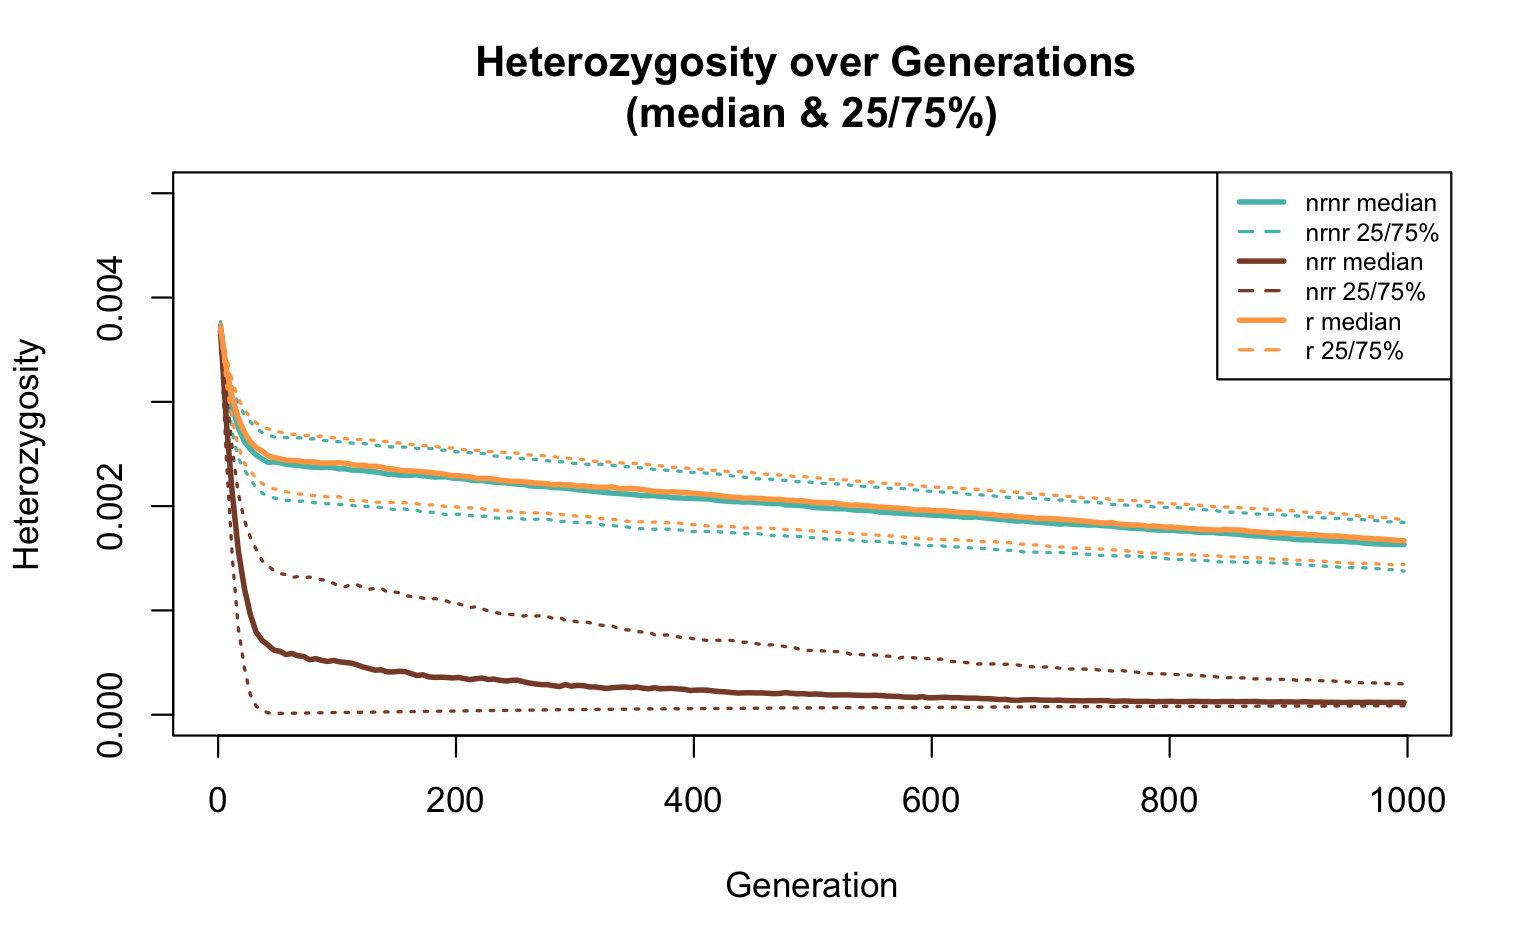 Heterozygosity over Generations
(median & 25/75%)
nrnr median
nrnr 25/75%
nrr median
nrr 25/75%
r median
r 25/75%
Heterozygosity
0.004
0.002
0.000
0 200 400 600 800 1000
Generation